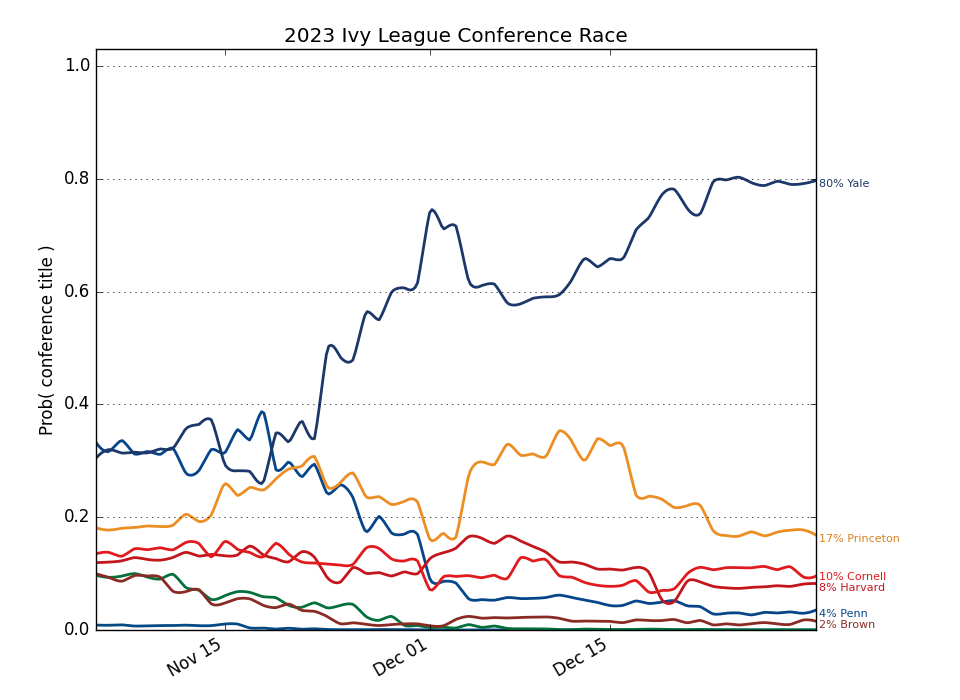 2023 Ivy League Conference Race
Prob( conference title )
1.0
0.8
0.6
0.4
0.2
0.0
Nov 15
Dec 01
Dec 15
80% Yale
17% Princeton
10% Cornell
8% Harvard
4% Penn
2% Brown